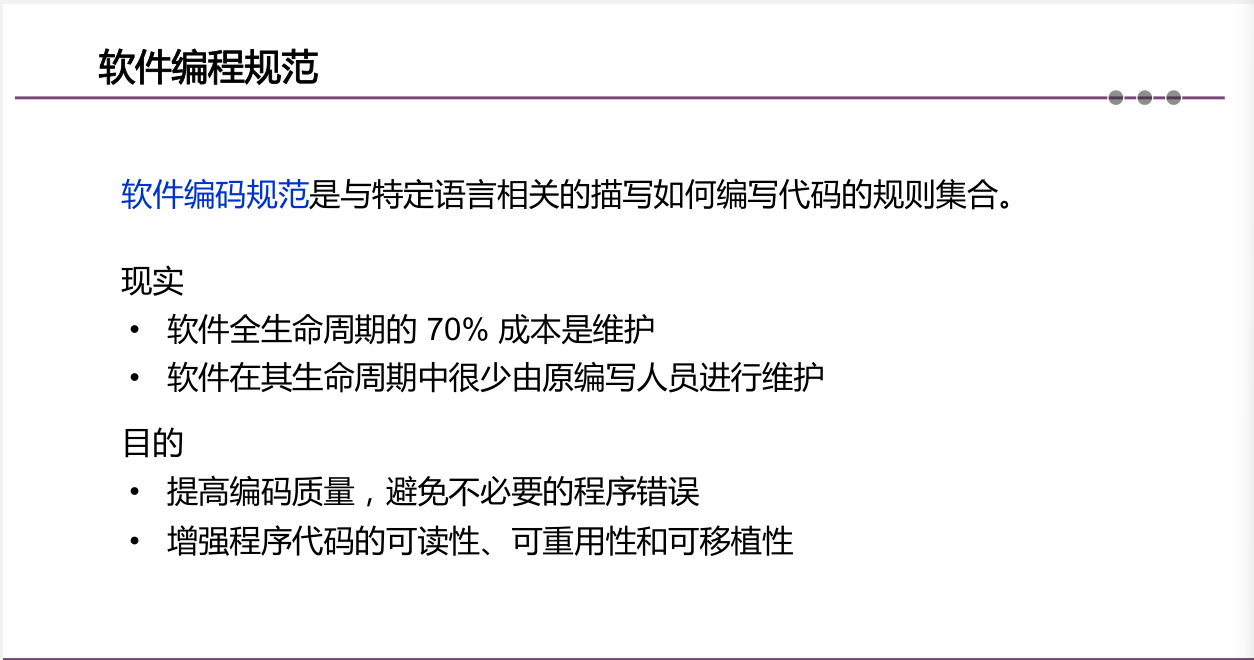 软件编程规范
软件编码规范是与特定语言相关的描写如何编写代码的规则集合。
现实
• 软件全生命周期的 70% 成本是维护
• 软件在其生命周期中很少由原编写人员进行维护
目的
• 提高编码质量，避免不必要的程序错误
• 增强程序代码的可读性、可重用性和可移植性